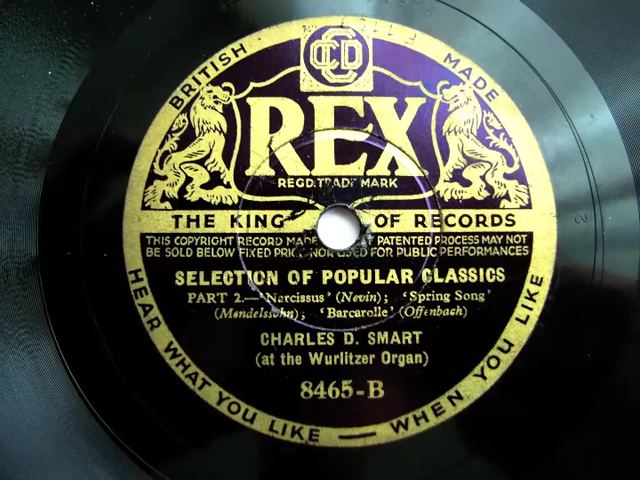 BRITISH MADE
CCD
REX
REGD. TRADE MARK
THE KING OF RECORDS
THIS COPYRIGHT RECORD MADE PATENTED PROCESS MAY NOT
BE SOLD BELOW FIXED PRICE NOR USED FOR PUBLIC PERFORMANCES
SELECTION OF POPULAR CLASSICS
PART 2.—'Narcissus' (Nevin); 'Spring Song'
(Mendelssohn); 'Barcarolle' (Offenbach)
CHARLES D. SMART
(at the Wurlitzer Organ)
8465-B
HEAR WHAT YOU LIKE — WHEN YOU LIKE
2